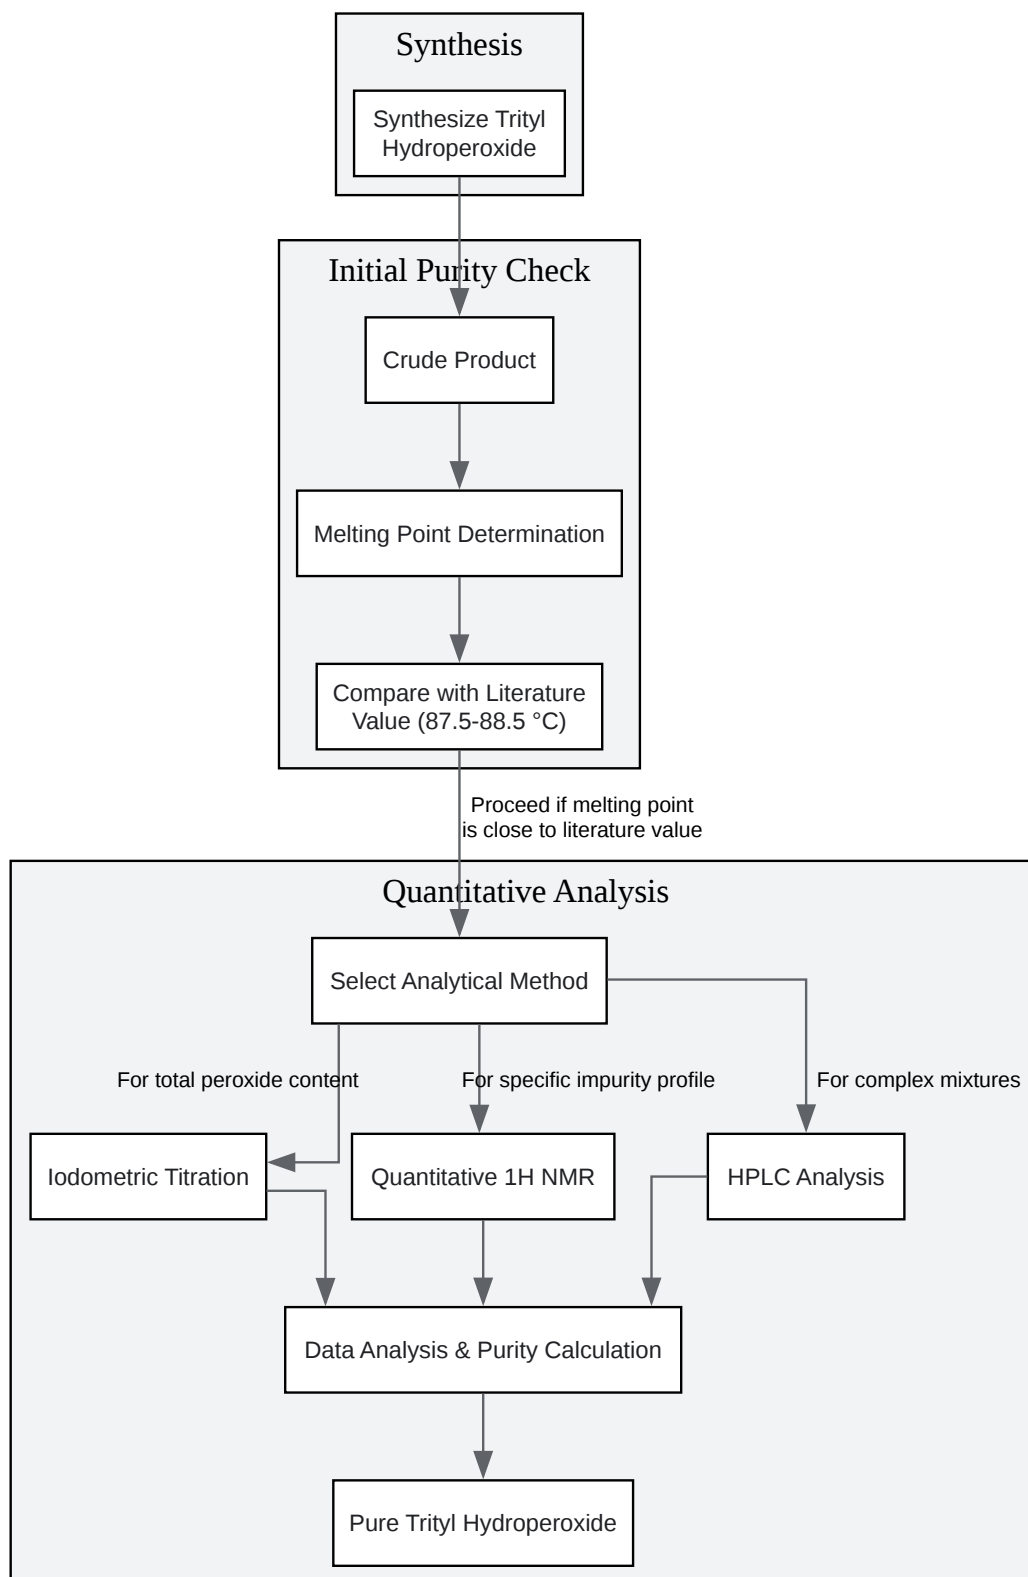 Synthesis
Synthesize Trityl
Hydroperoxide
Initial Purity Check
Crude Product
Melting Point Determination
Compare with Literature
Value (87.5-88.5 °C)
Proceed if melting point
is close to literature value
Quantitative Analysis
Select Analytical Method
For total peroxide content
For specific impurity profile
For complex mixtures
Iodometric Titration
Quantitative 1H NMR
HPLC Analysis
Data Analysis & Purity Calculation
Pure Trityl Hydroperoxide